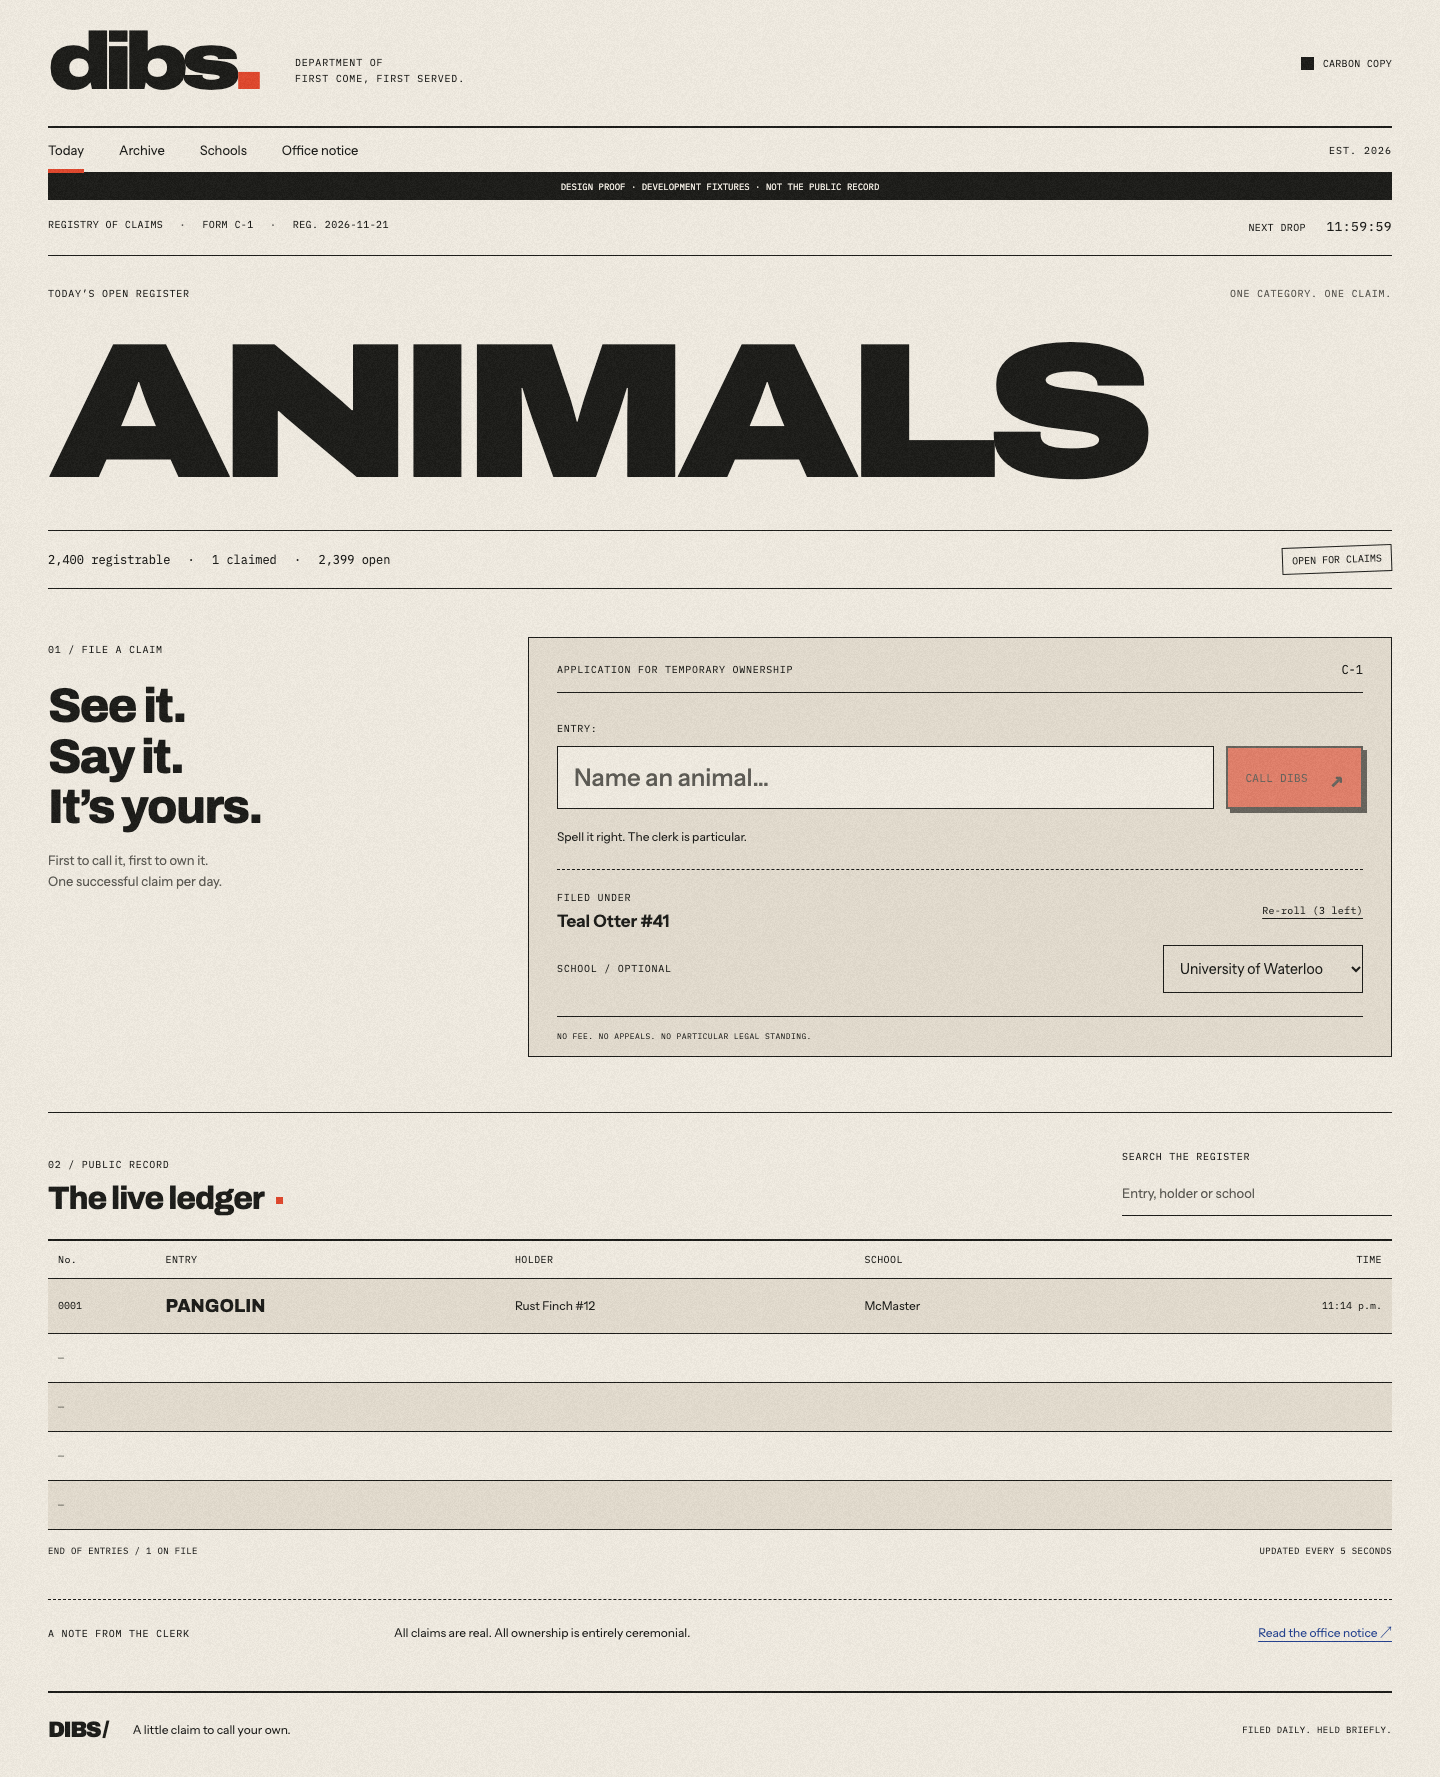 dibs.
DEPARTMENT OF
FIRST COME, FIRST SERVED.
CARBON COPY
Today Archive Schools Office notice
EST. 2026
DESIGN PROOF · DEVELOPMENT FIXTURES · NOT THE PUBLIC RECORD
REGISTRY OF CLAIMS · FORM C-1 · REG. 2026-11-21
NEXT DROP 11:59:59
TODAY'S OPEN REGISTER
ONE CATEGORY. ONE CLAIM.
ANIMALS
2,400 registrable · 1 claimed · 2,399 open
OPEN FOR CLAIMS
01 / FILE A CLAIM
See it.
Say it.
It’s yours.
First to call it, first to own it.
One successful claim per day.
APPLICATION FOR TEMPORARY OWNERSHIP
C-1
ENTRY:
Name an animal…
CALL DIBS ↗
Spell it right. The clerk is particular.
FILED UNDER
Teal Otter #41
Re-roll (3 left)
SCHOOL / OPTIONAL
University of Waterloo
NO FEE. NO APPEALS. NO PARTICULAR LEGAL STANDING.
02 / PUBLIC RECORD
The live ledger
SEARCH THE REGISTER
Entry, holder or school
No. ENTRY HOLDER SCHOOL TIME
0001 PANGOLIN Rust Finch #12 McMaster 11:14 p.m.
—
—
—
—
END OF ENTRIES / 1 ON FILE
UPDATED EVERY 5 SECONDS
A NOTE FROM THE CLERK
All claims are real. All ownership is entirely ceremonial.
Read the office notice ↗
DIBS/
A little claim to call your own.
FILED DAILY. HELD BRIEFLY.